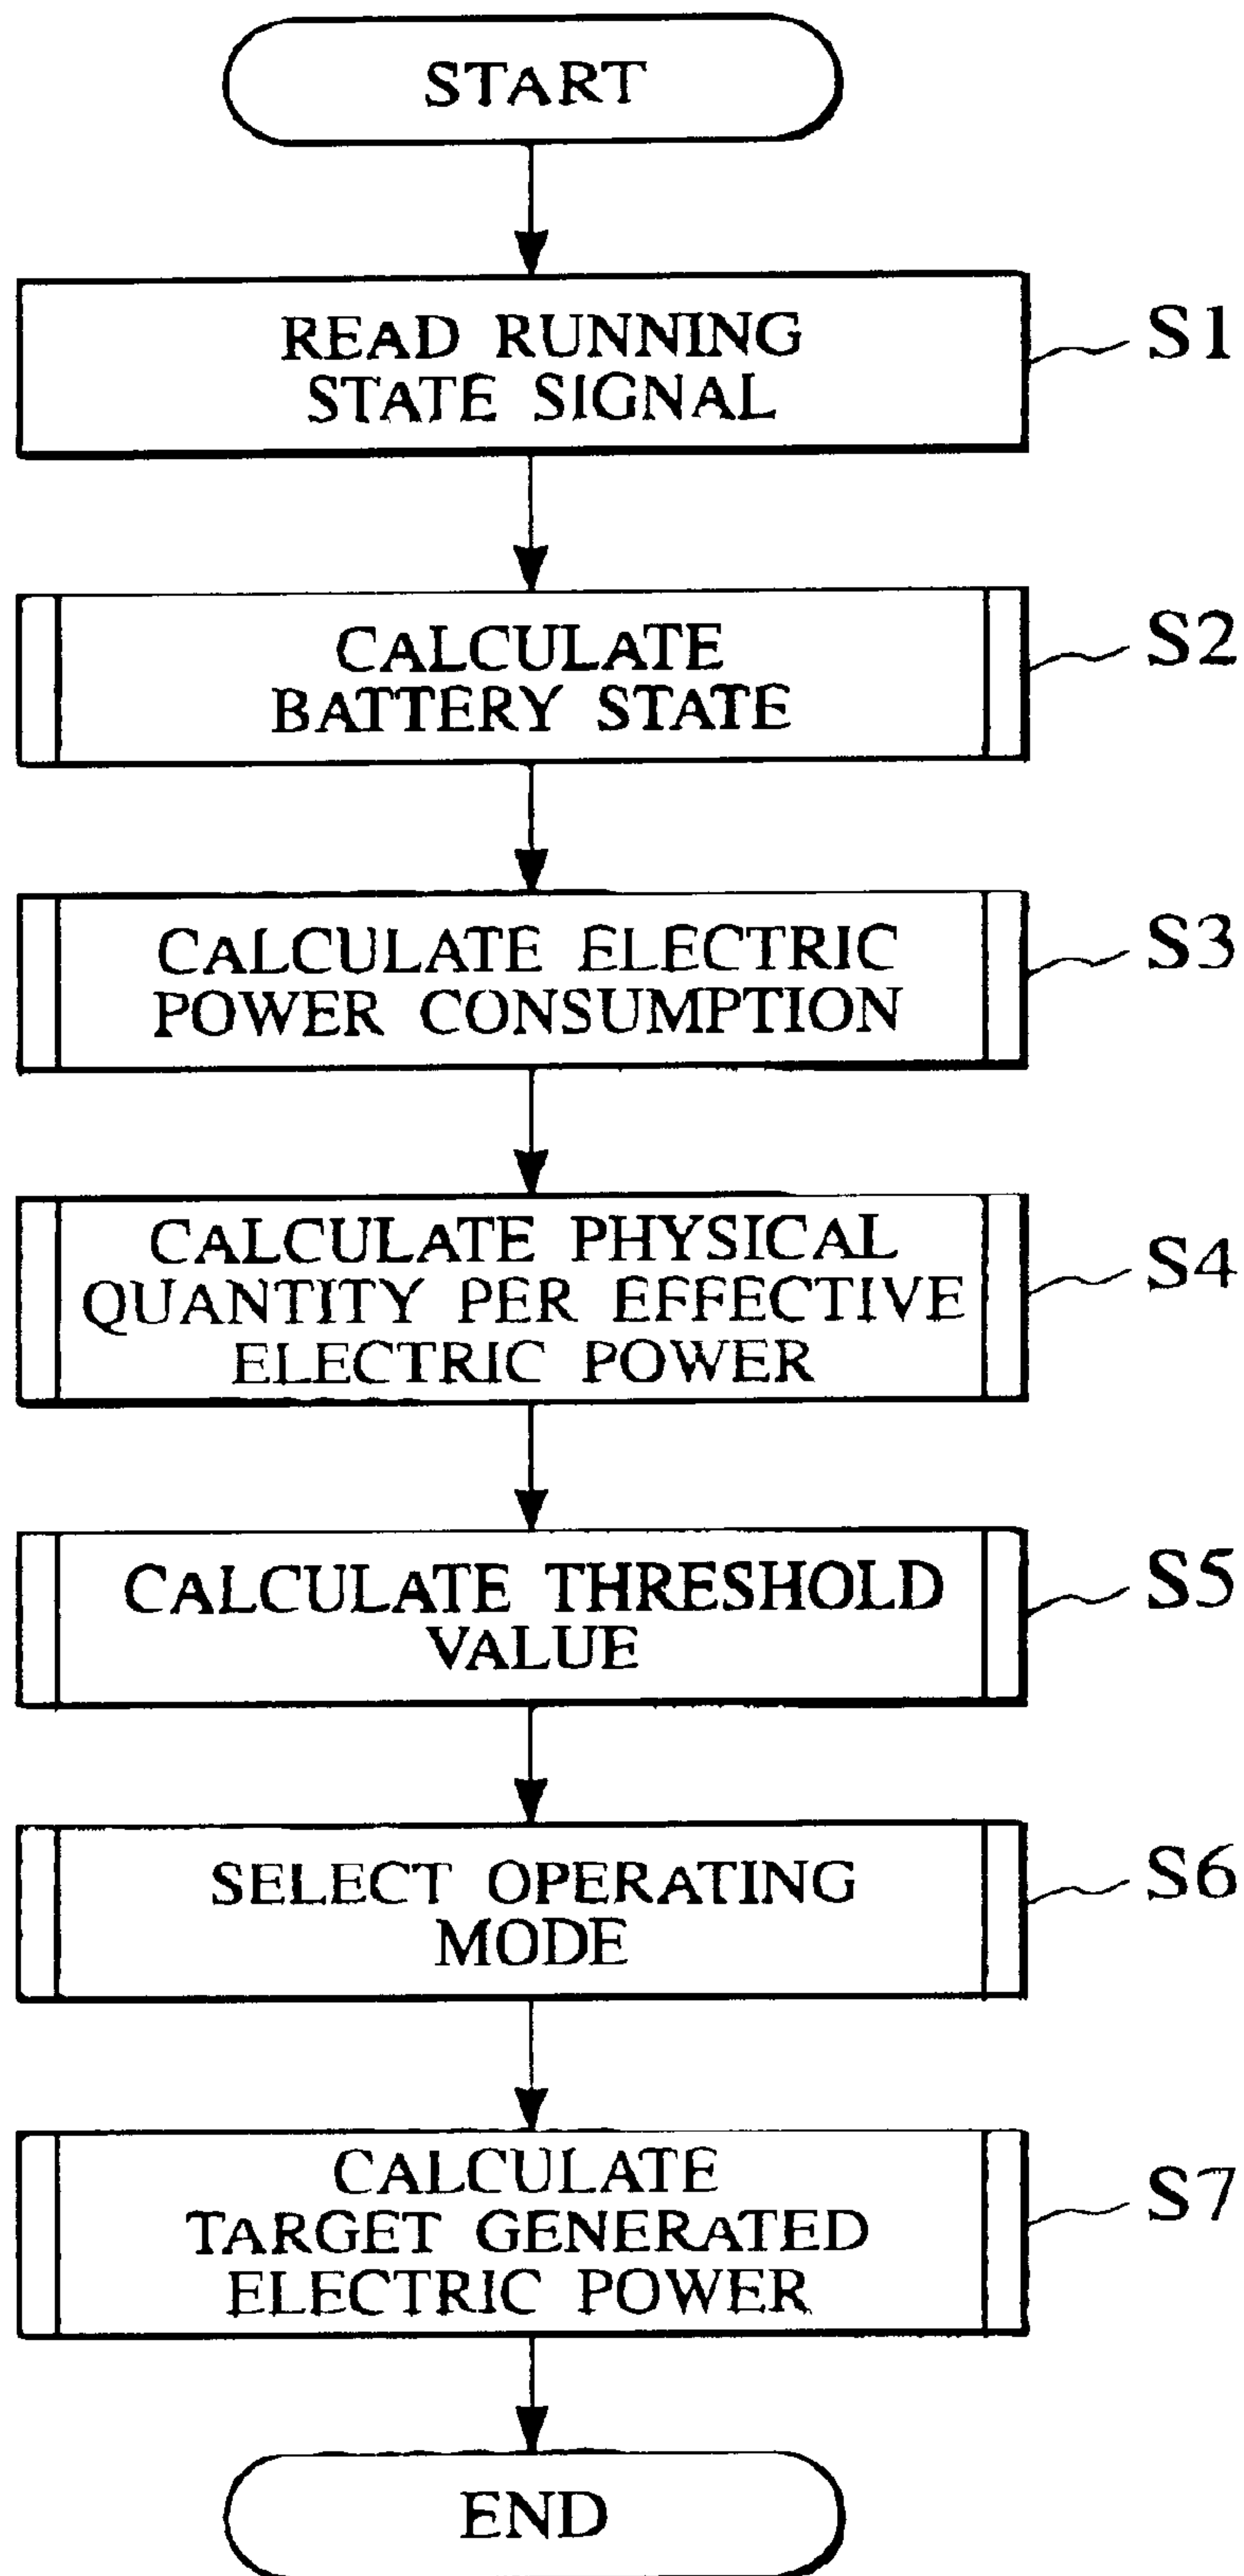 START
READ RUNNING
STATE SIGNAL
S1
CALCULATE
BATTERY STATE
S2
CALCULATE ELECTRIC
POWER CONSUMPTION
S3
CALCULATE PHYSICAL
QUANTITY PER EFFECTIVE
ELECTRIC POWER
S4
CALCULATE THRESHOLD
VALUE
S5
SELECT OPERATING
MODE
S6
CALCULATE
TARGET GENERATED
ELECTRIC POWER
S7
END